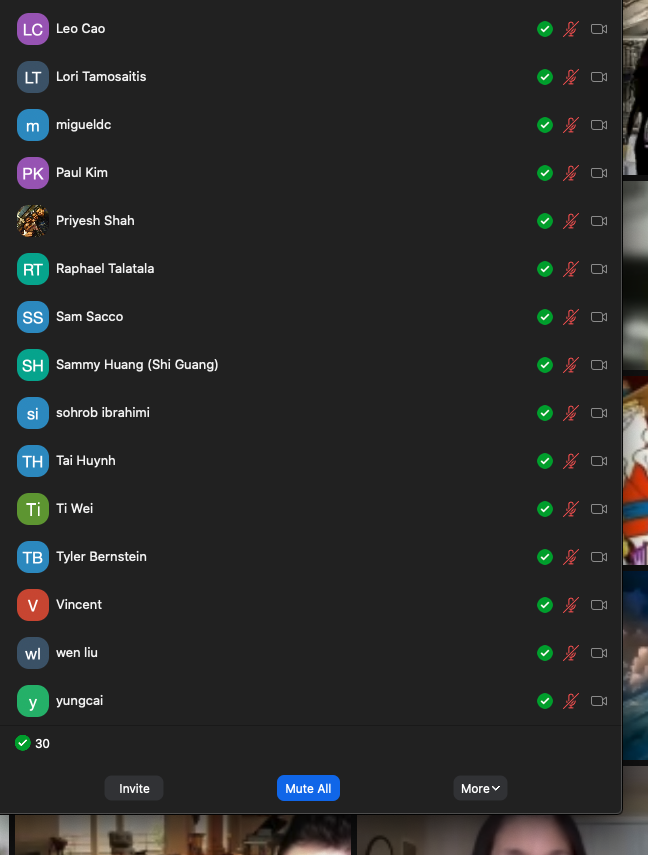 LC Leo Cao
LT Lori Tamosaitis
m migueldc
PK Paul Kim
Priyesh Shah
RT Raphael Talatala
SS Sam Sacco
SH Sammy Huang (Shi Guang)
si sohrob ibrahimi
TH Tai Huynh
Ti Ti Wei
TB Tyler Bernstein
V Vincent
wl wen liu
y yungcai
30
Invite Mute All More